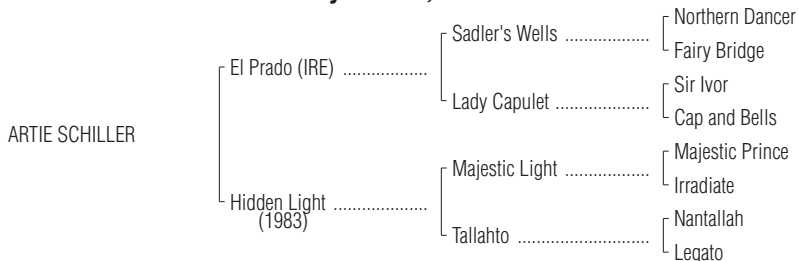 Northern Dancer
Sadler's Wells ..................
Fairy Bridge
El Prado (IRE) ..................
Sir Ivor
Lady Capulet ....................
Cap and Bells
ARTIE SCHILLER
Majestic Prince
Majestic Light ..................
Irradiate
Hidden Light ....................
(1983)
Nantallah
Tallahto ............................
Legato